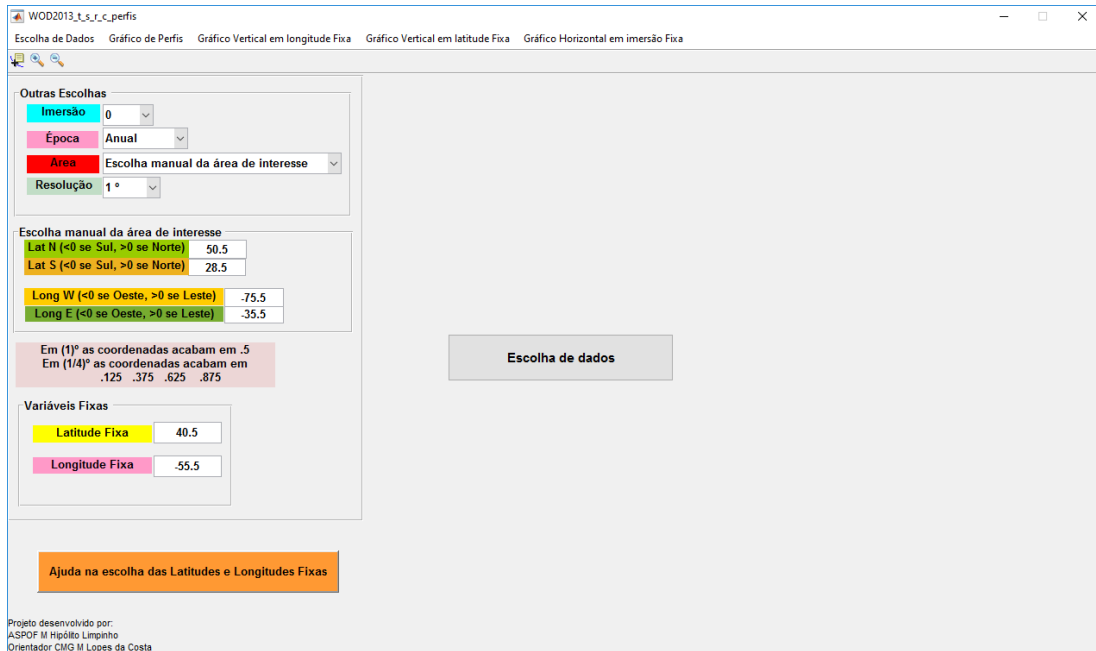 WOD2013_t_s_r_c_perfis
Escolha de Dados Gráfico de Perfis Gráfico Vertical em longitude Fixa Gráfico Vertical em latitude Fixa Gráfico Horizontal em imersão Fixa
Outras Escolhas
Imersão 0
Época Anual
Área Escolha manual da área de interesse
Resolução 1 º
Escolha manual da área de interesse
Lat N (<0 se Sul, >0 se Norte) 50.5
Lat S (<0 se Sul, >0 se Norte) 28.5
Long W (<0 se Oeste, >0 se Leste) -75.5
Long E (<0 se Oeste, >0 se Leste) -35.5
Em (1)º as coordenadas acabam em .5
Em (1/4)º as coordenadas acabam em
.125 .375 .625 .875
Variáveis Fixas
Latitude Fixa 40.5
Longitude Fixa -55.5
Escolha de dados
Ajuda na escolha das Latitudes e Longitudes Fixas
Projeto desenvolvido por:
ASPOF M Hipólito Limpinho
Orientador CMG M Lopes da Costa